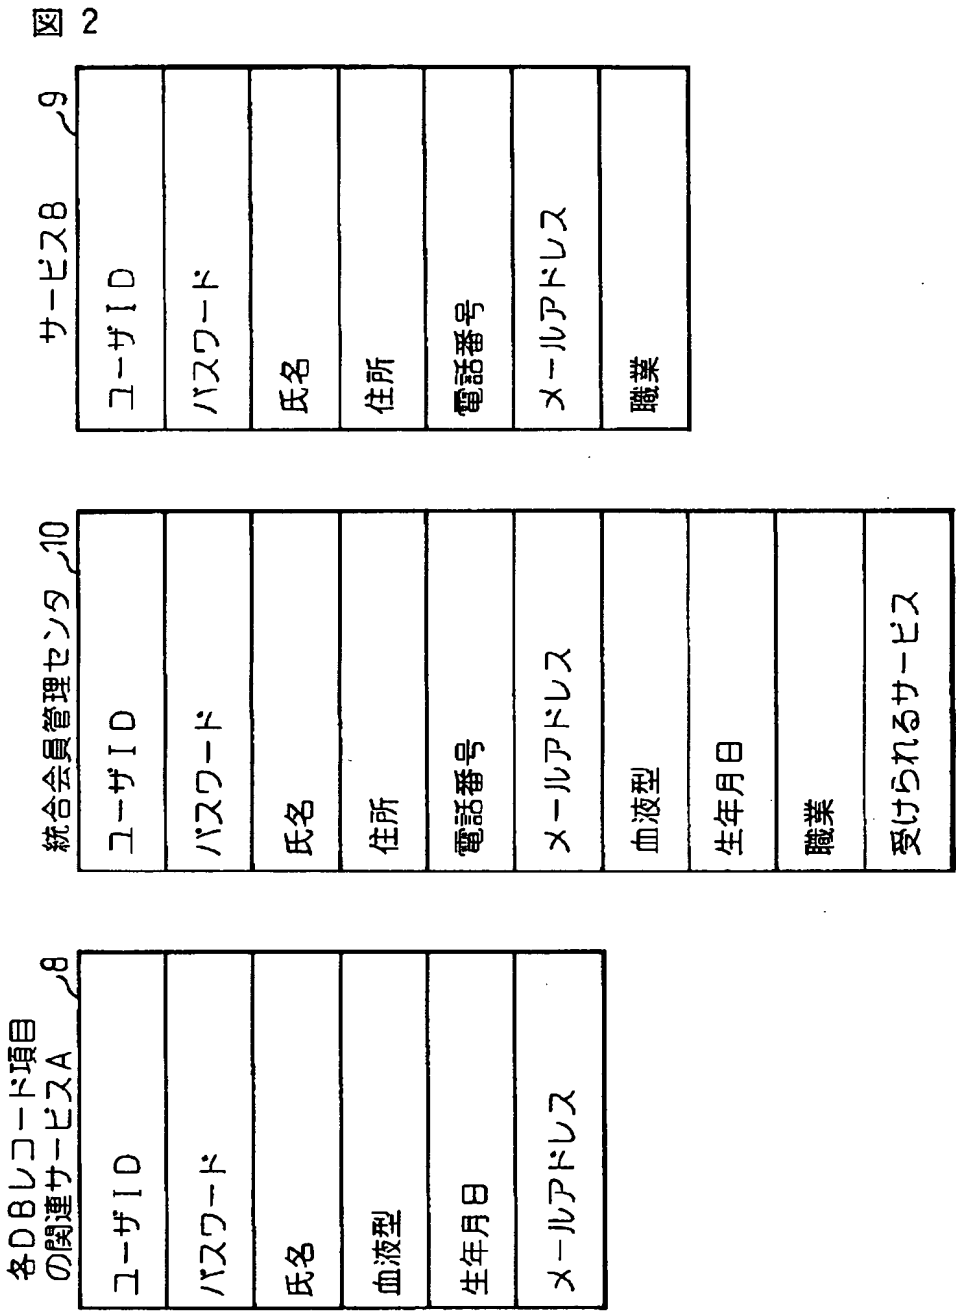 図 2
各DBレコード項目
の関連サービスA
8
ユーザID
パスワード
氏名
血液型
生年月日
メールアドレス
統合会員管理センタ
10
ユーザID
パスワード
氏名
住所
電話番号
メールアドレス
血液型
生年月日
職業
受けられるサービス
サービスB
9
ユーザID
パスワード
氏名
住所
電話番号
メールアドレス
職業